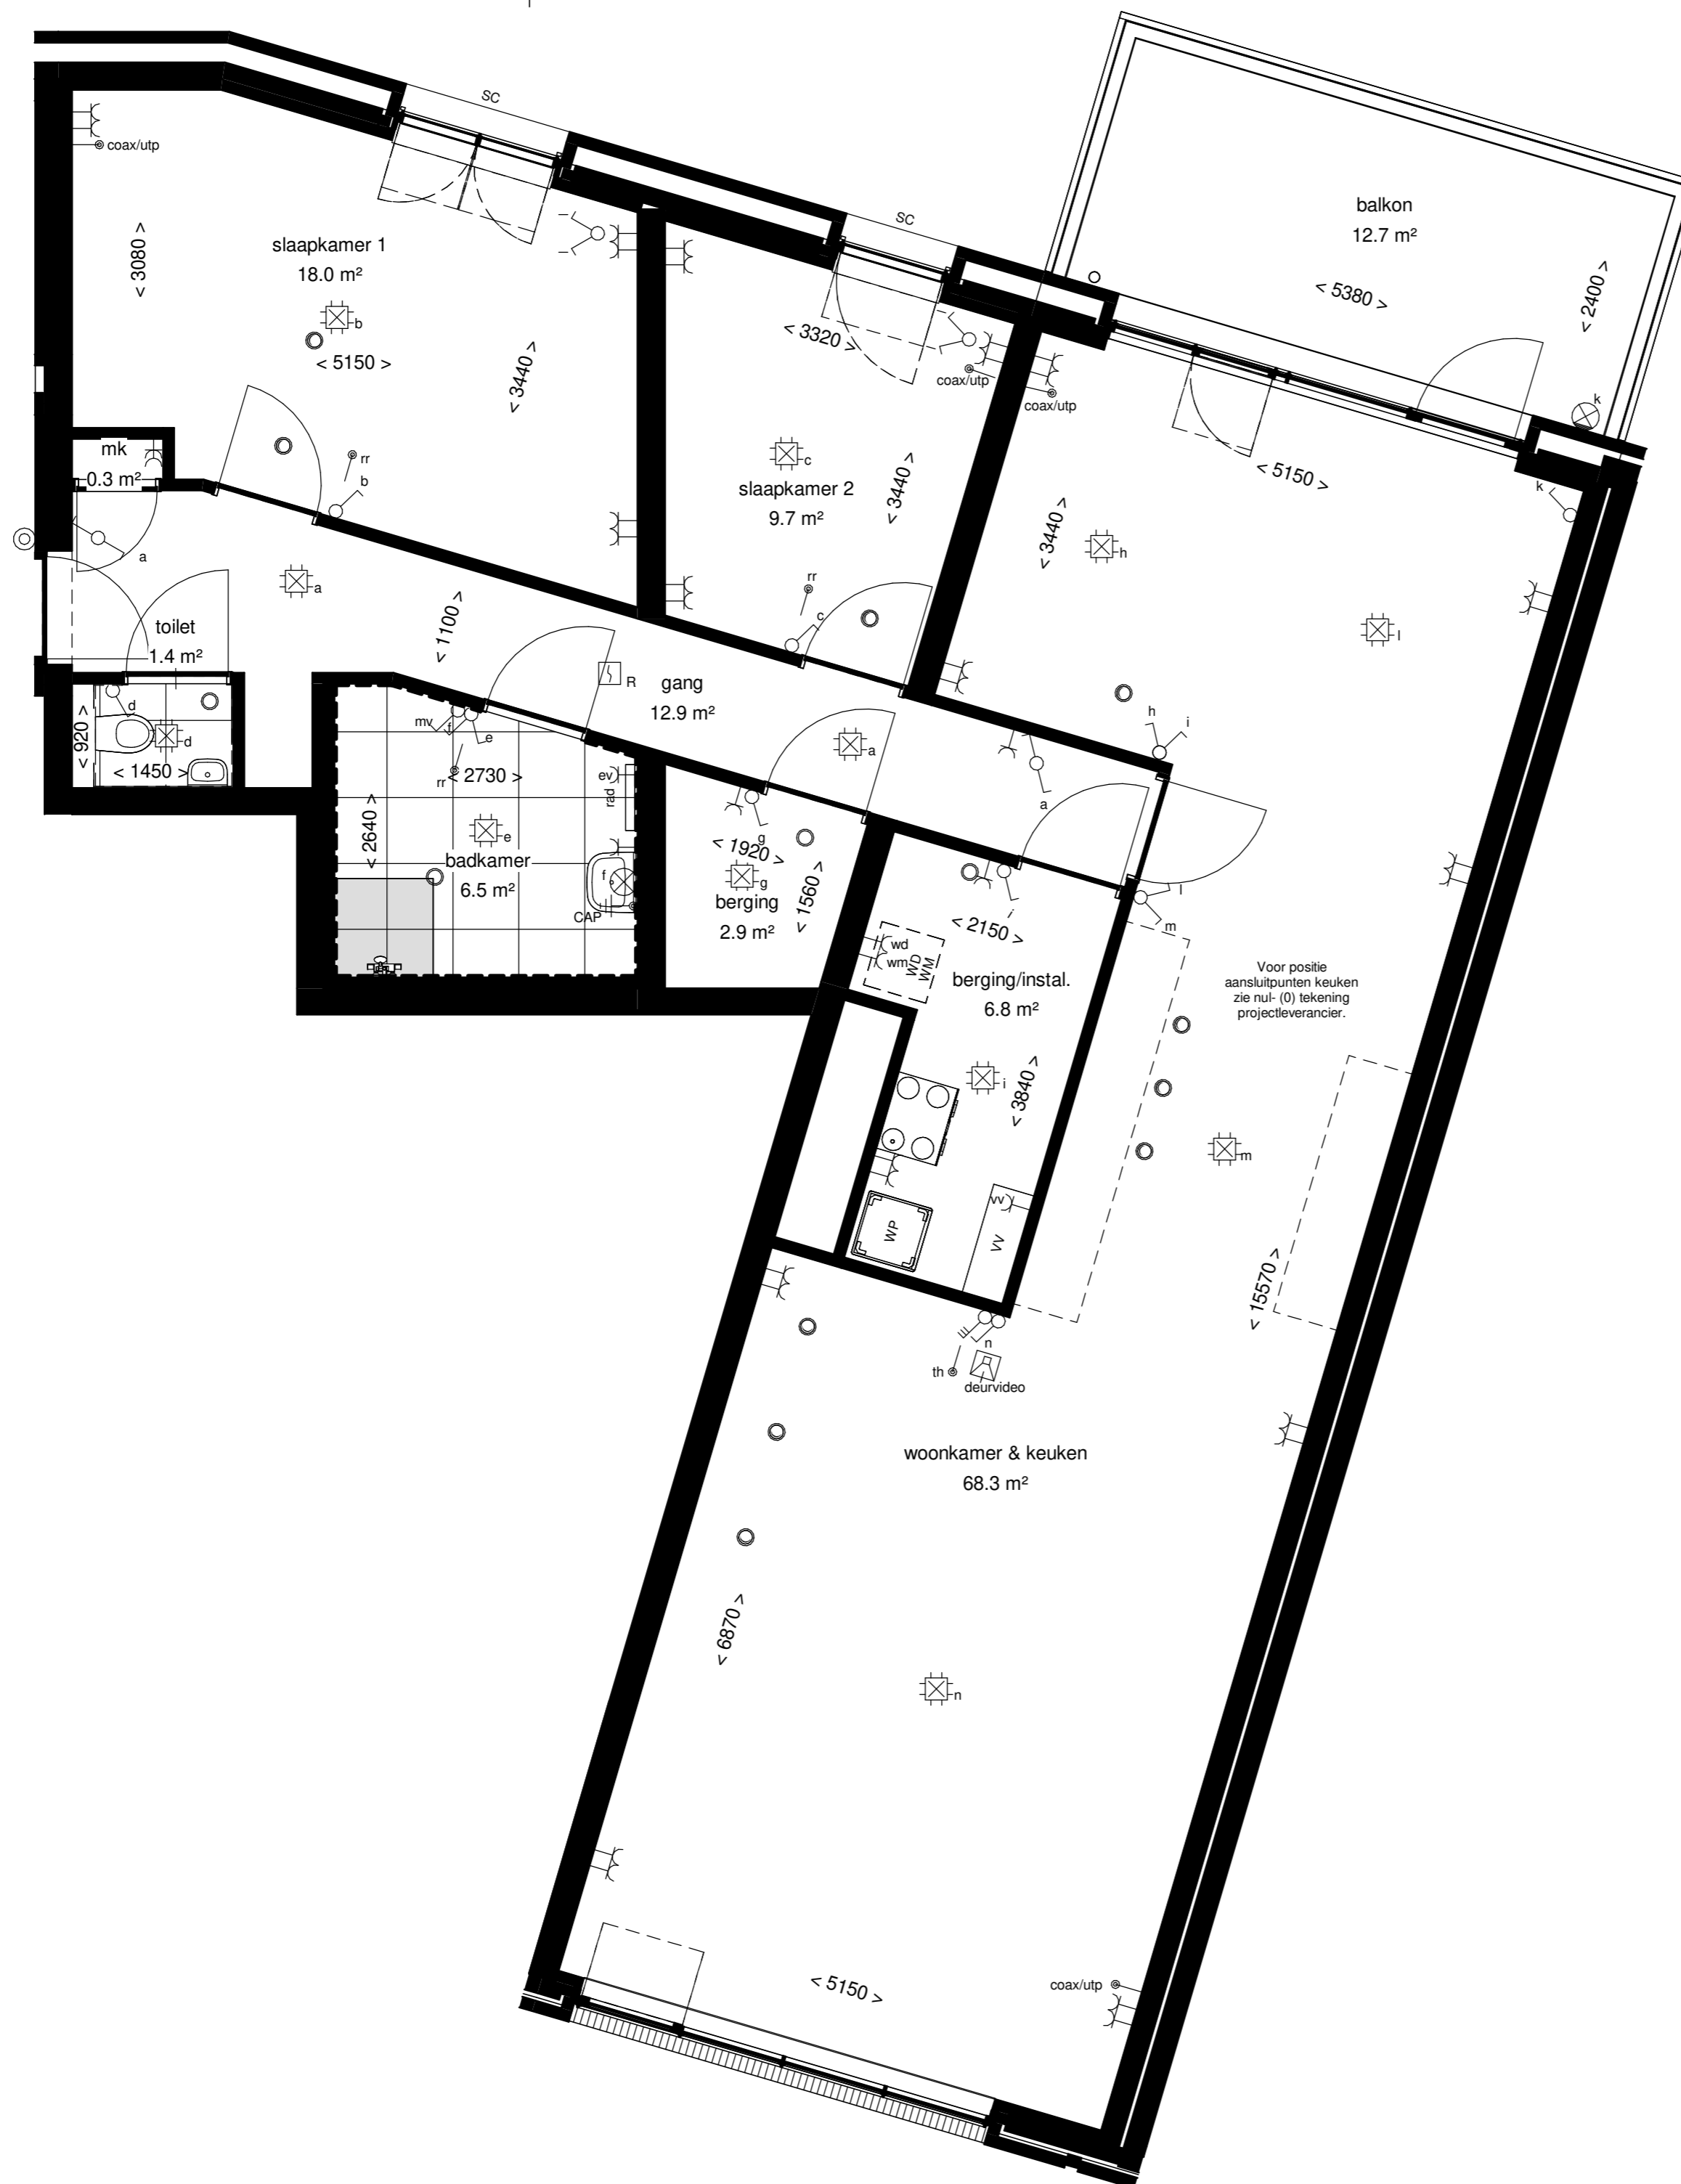 SC
coax/utp
< 3080 >
slaapkamer 1
18.0 m²
b
< 5150 >
< 3440 >
SC
balkon
12.7 m²
< 5380 >
< 2400 >
k
< 3320 >
coax/utp
coax/utp
c
slaapkamer 2
9.7 m²
< 3440 >
< 3440 >
< 5150 >
k
h
l
mk
0.3 m²
rr
b
a
a
toilet
1.4 m²
d
d
< 920 >
< 1450 >
< 1100 >
rr
c
R
gang
12.9 m²
a
a
h
i
mv
f
e
rr
< 2730 >
ev
rad
< 2640 >
e
badkamer
6.5 m²
f
CAP
g
< 1920 >
g
berging
2.9 m²
< 1560 >
i
< 2150 >
l
m
wd
wm
WD
WM
berging/instal.
6.8 m²
i
< 3840 >
Voor positie
aansluitpunten keuken
zie nul- (0) tekening
projectleverancier.
m
vv
VV
WP
< 15570 >
n
th
deurvideo
woonkamer & keuken
68.3 m²
< 6870 >
n
< 5150 >
coax/utp